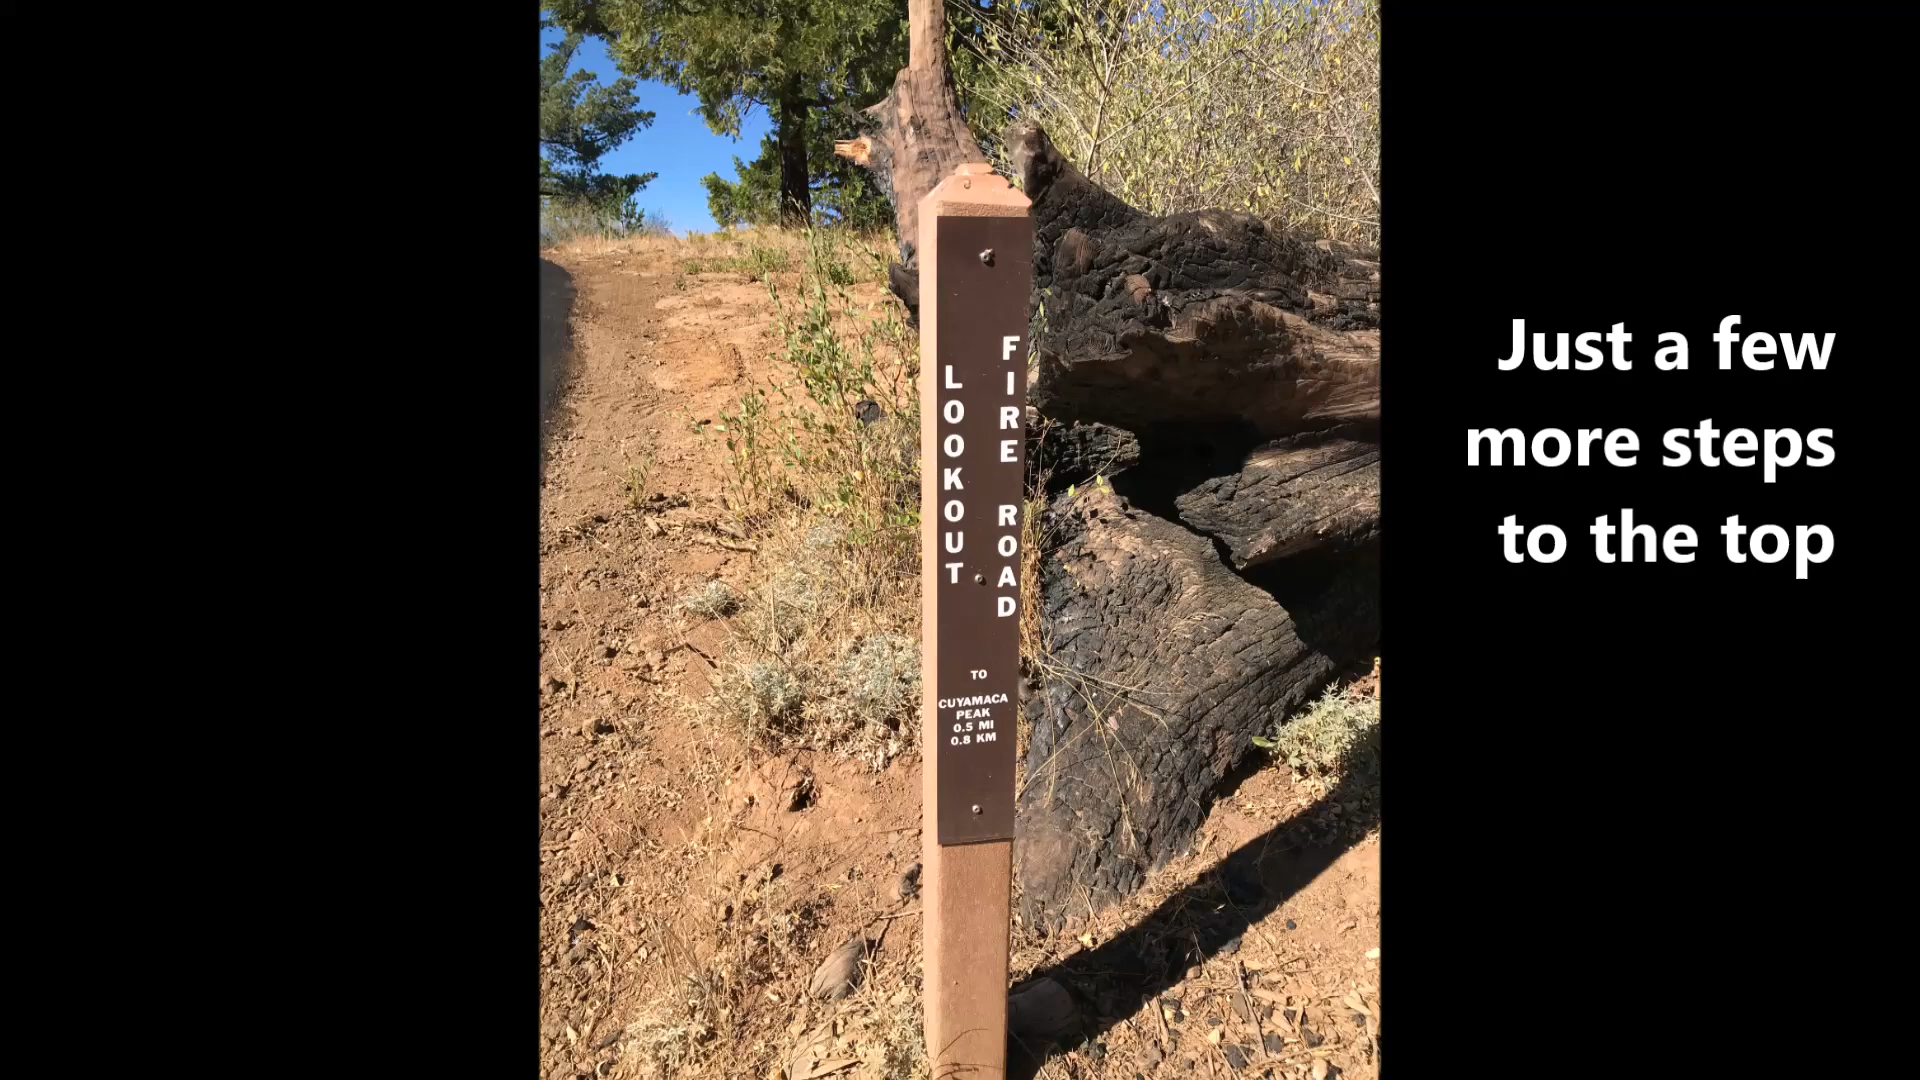 LOOKOUT
FIRE ROAD
TO
CUYAMACA
PEAK
0.5 MI
0.8 KM
Just a few
more steps
to the top